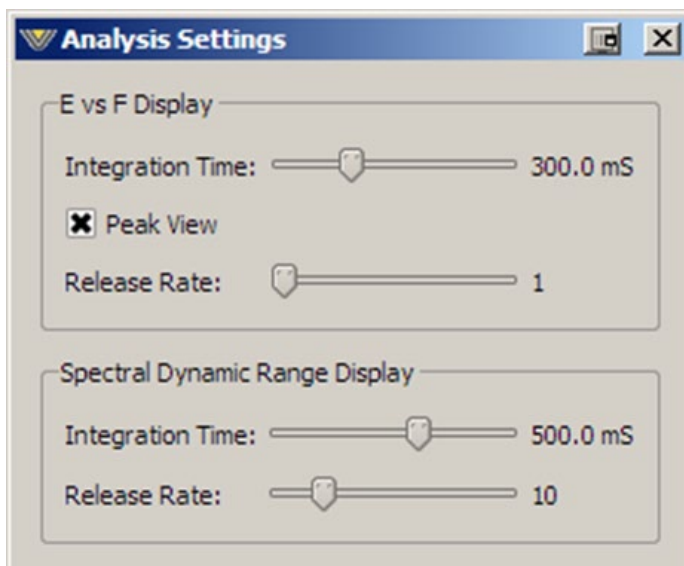 Analysis Settings
E vs F Display
Integration Time: 300.0 mS
Peak View
Release Rate: 1
Spectral Dynamic Range Display
Integration Time: 500.0 mS
Release Rate: 10